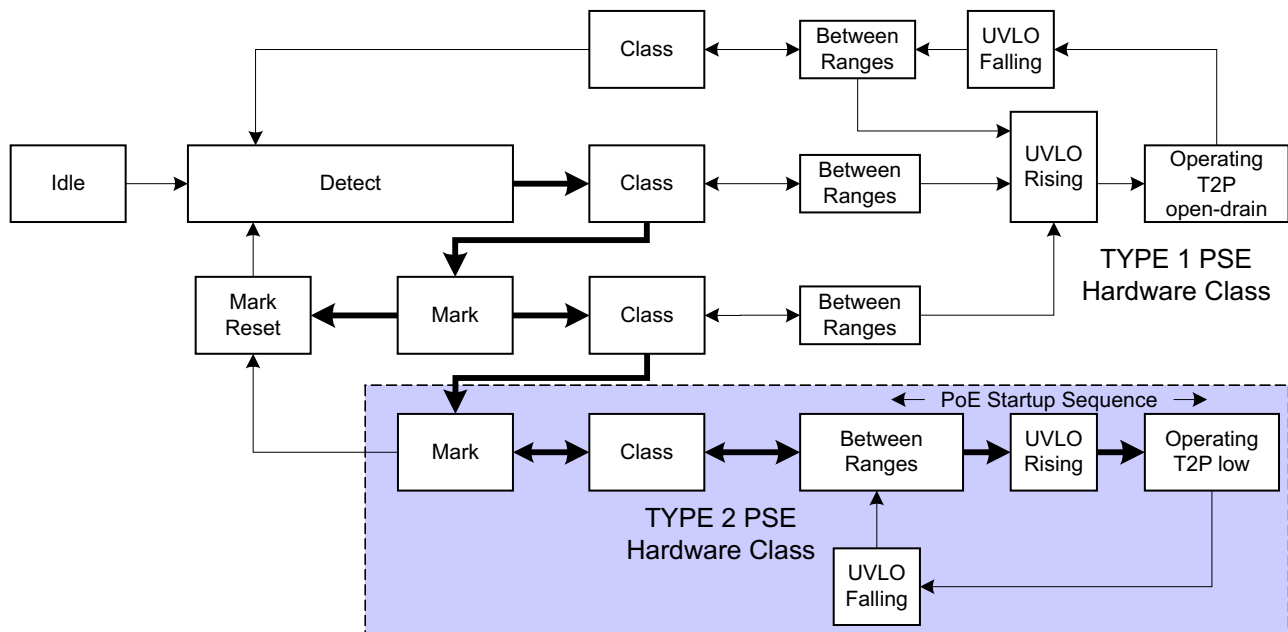 Class
Between
Ranges
UVLO
Falling
Idle
Detect
Class
Between
Ranges
UVLO
Rising
Operating
T2P
open-drain
TYPE 1 PSE
Hardware Class
Mark
Reset
Mark
Class
Between
Ranges
PoE Startup Sequence
Mark
Class
Between
Ranges
UVLO
Rising
Operating
T2P low
TYPE 2 PSE
Hardware Class
UVLO
Falling